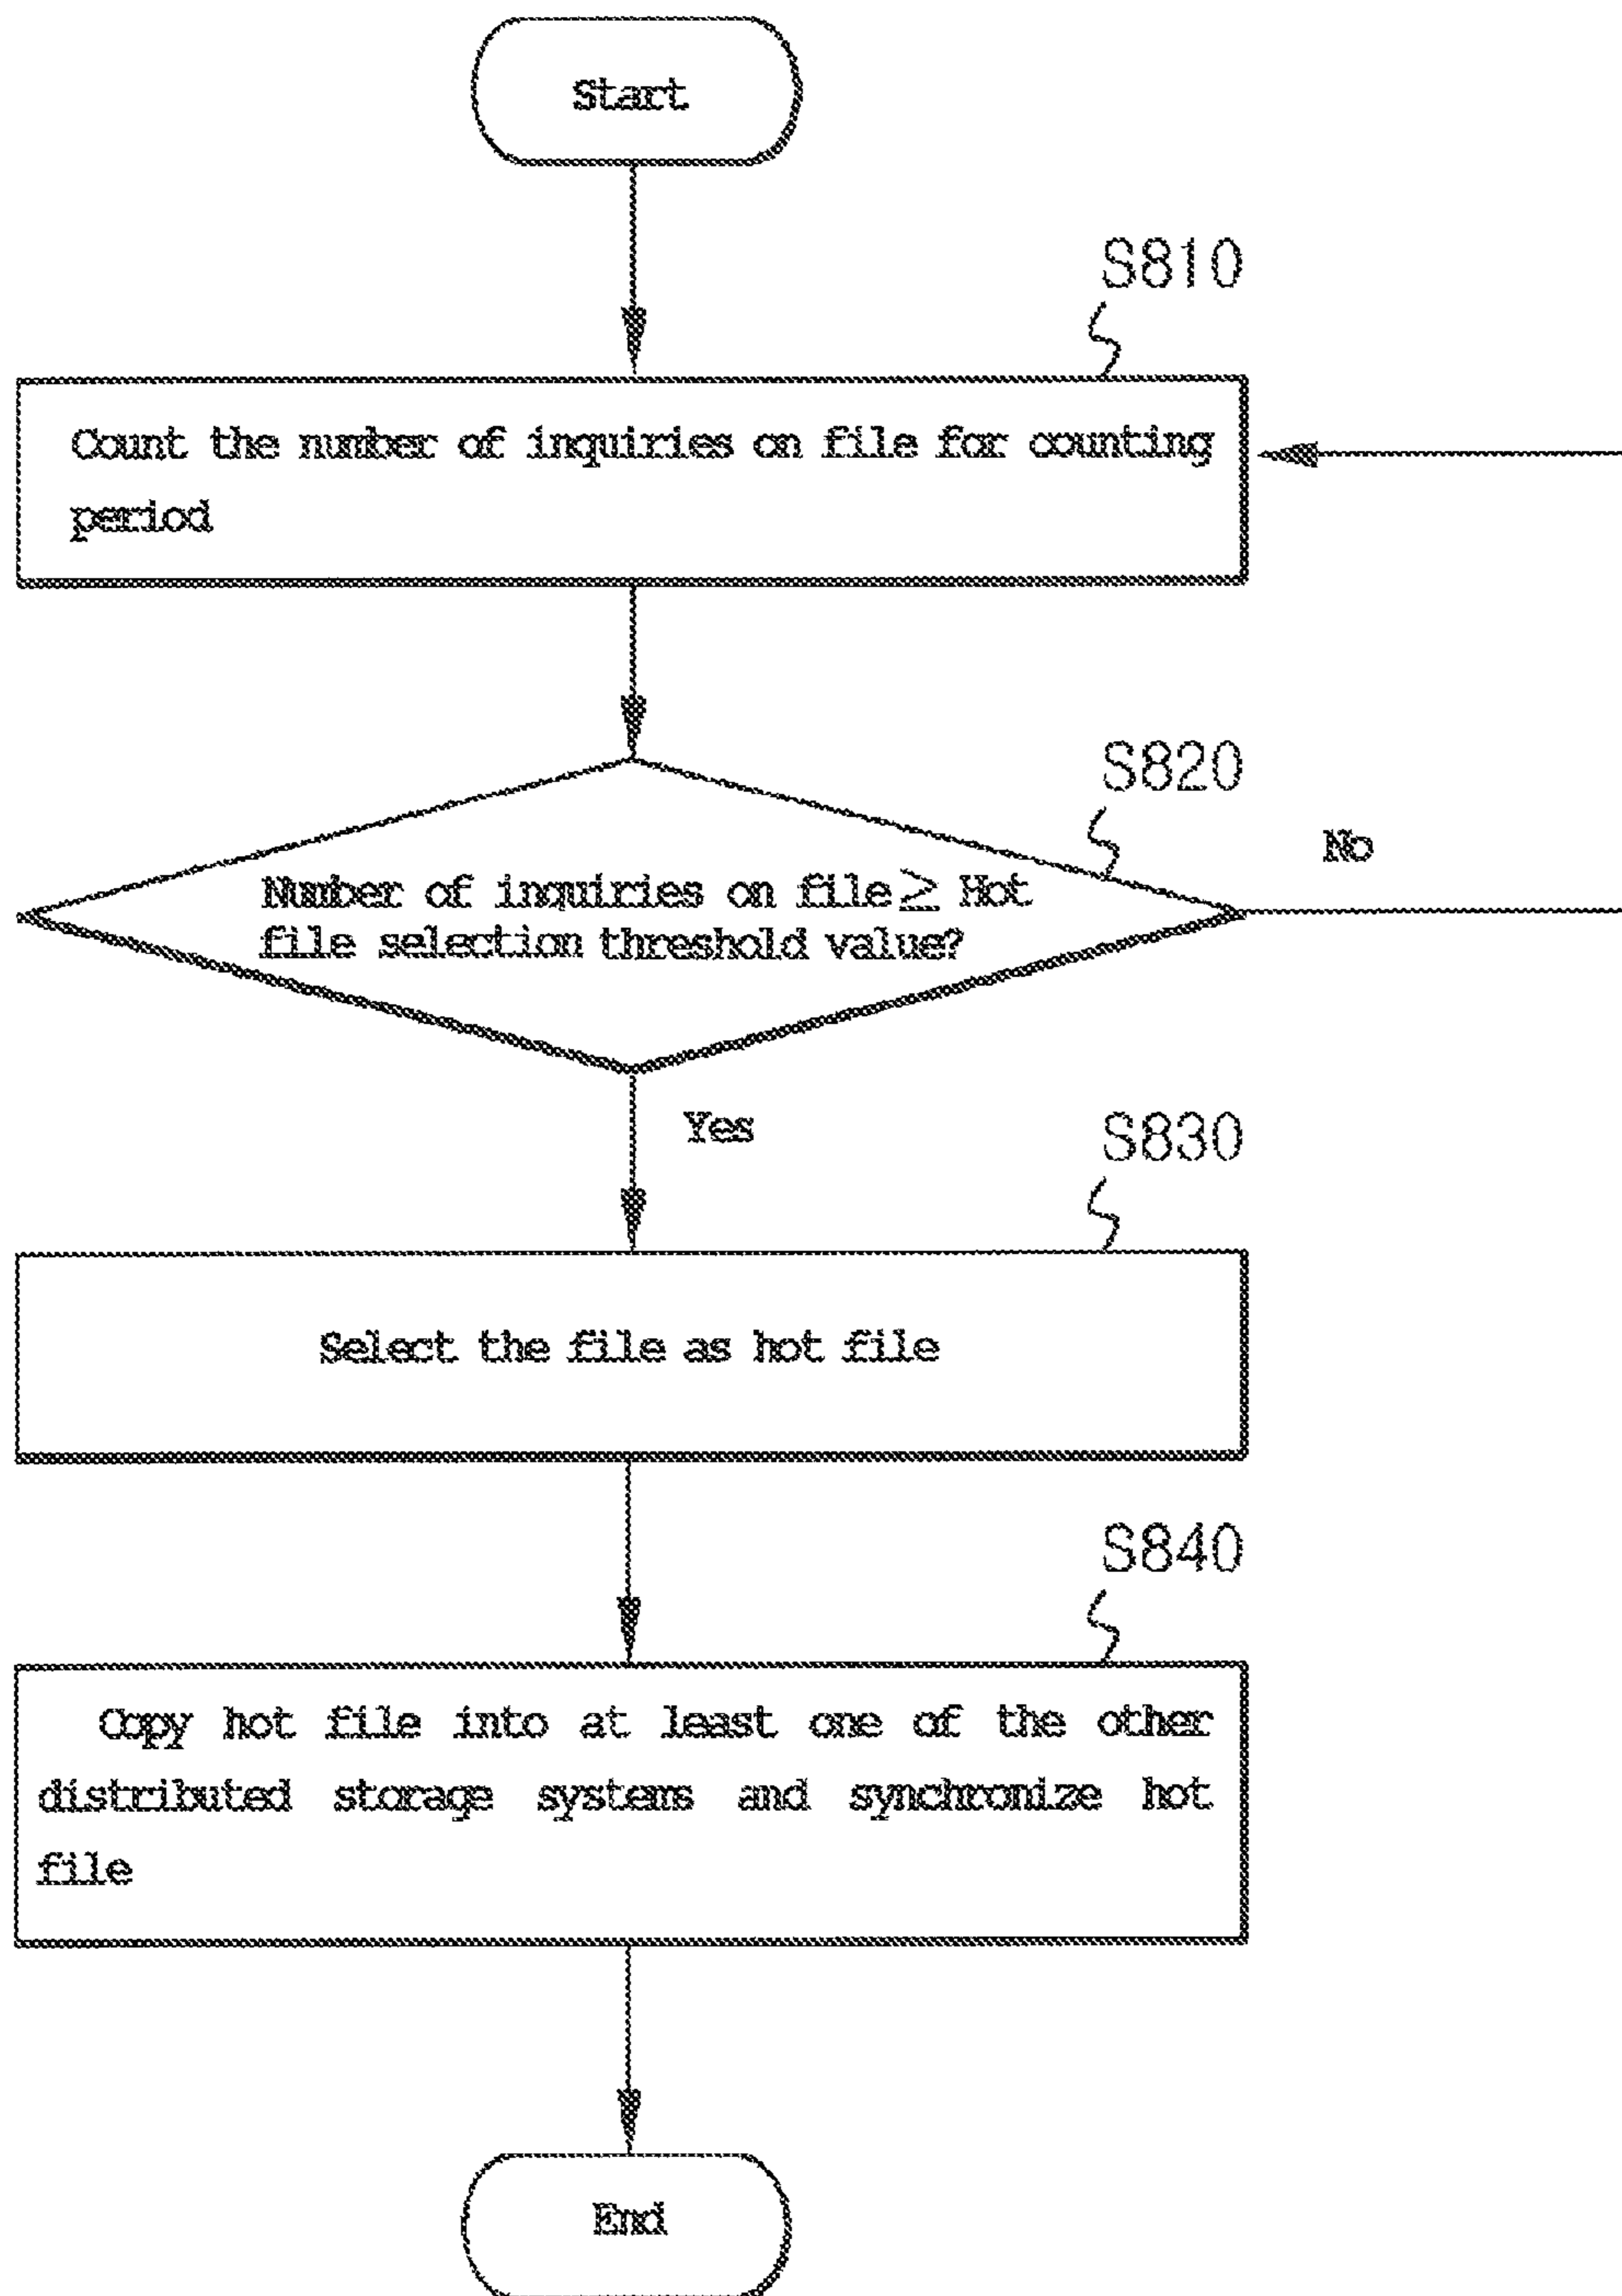 Start
S810
Count the number of inquiries on file for counting
period
S820
No
Number of inquiries on file ≥ Hot
file selection threshold value?
Yes
S830
Select the file as hot file
S840
Copy hot file into at least one of the other
distributed storage systems and synchronize hot
file
End